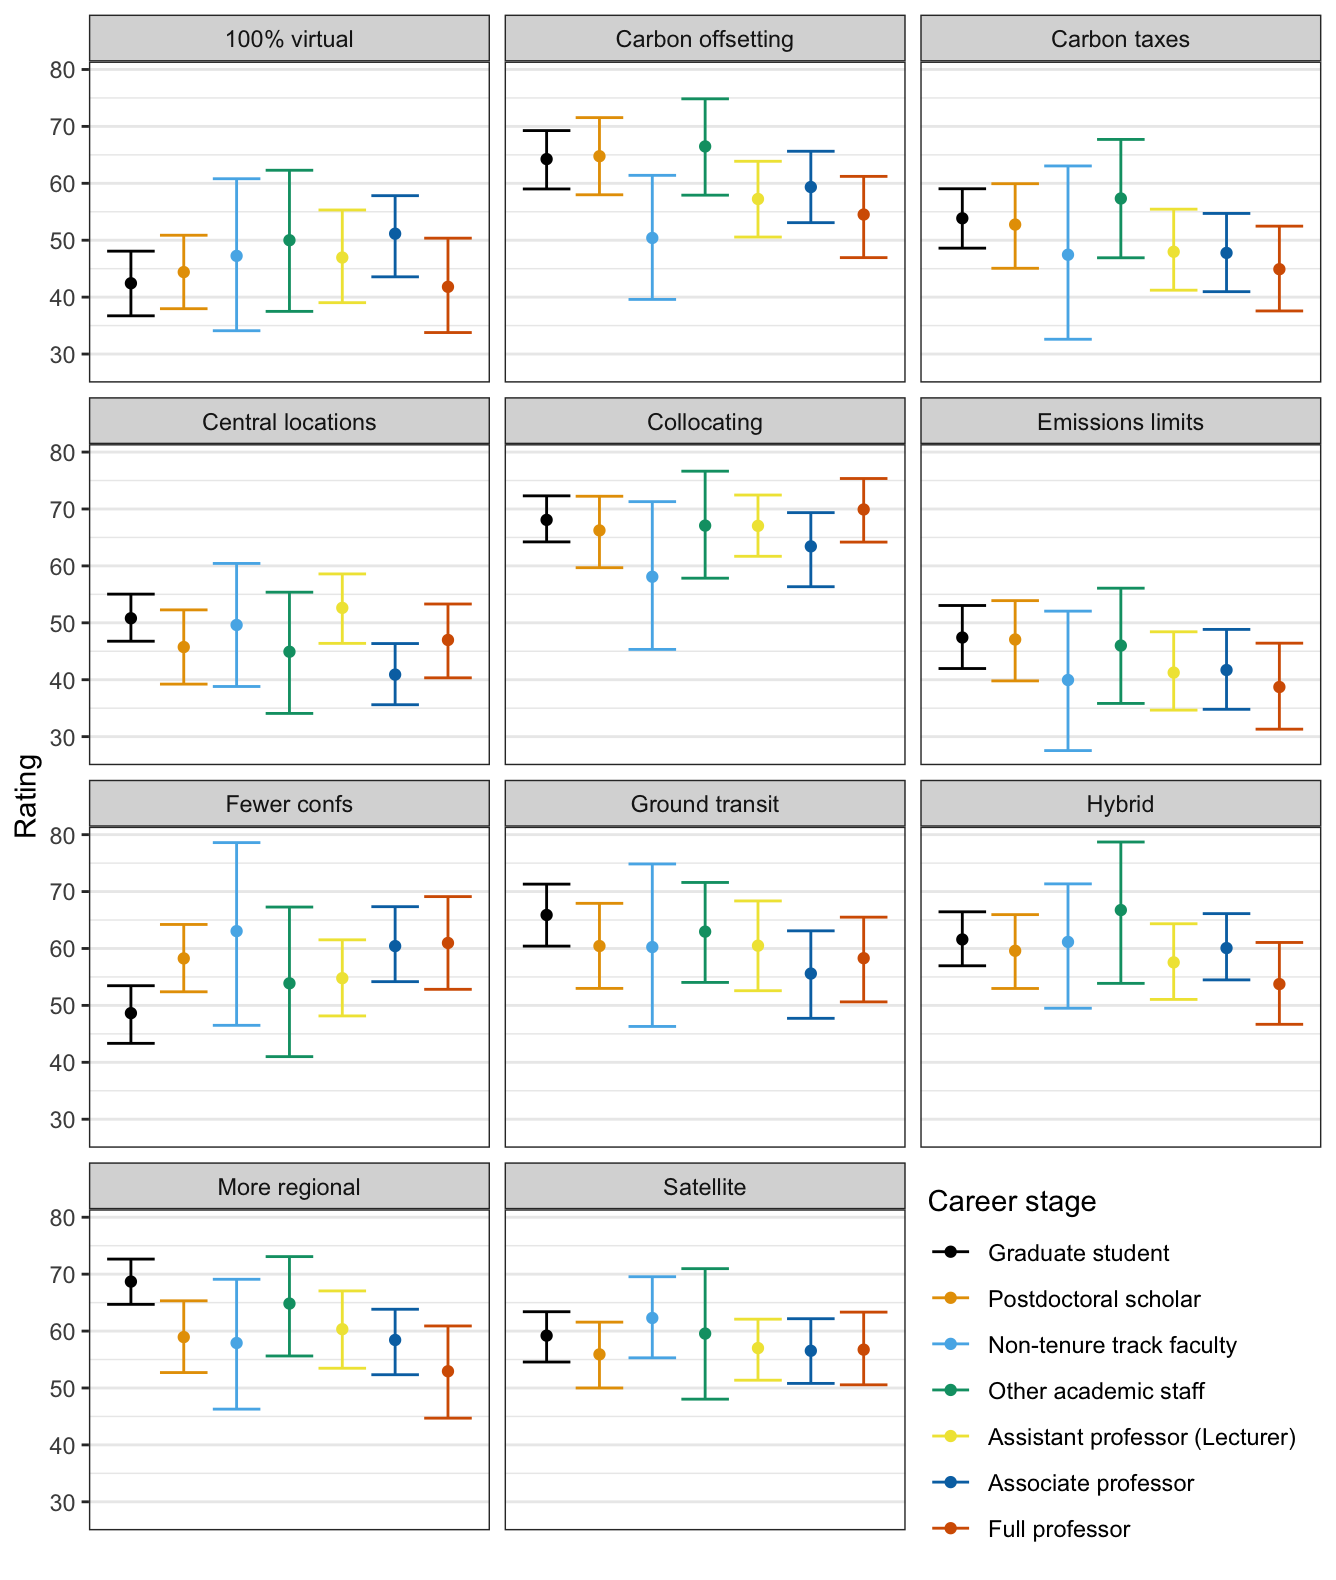 100% virtual
Carbon offsetting
Carbon taxes
80
70
60
50
40
30
Central locations
Collocating
Emissions limits
80
70
60
50
40
30
Rating
Fewer confs
Ground transit
Hybrid
80
70
60
50
40
30
More regional
Satellite
80
70
60
50
40
30
Career stage
Graduate student
Postdoctoral scholar
Non-tenure track faculty
Other academic staff
Assistant professor (Lecturer)
Associate professor
Full professor